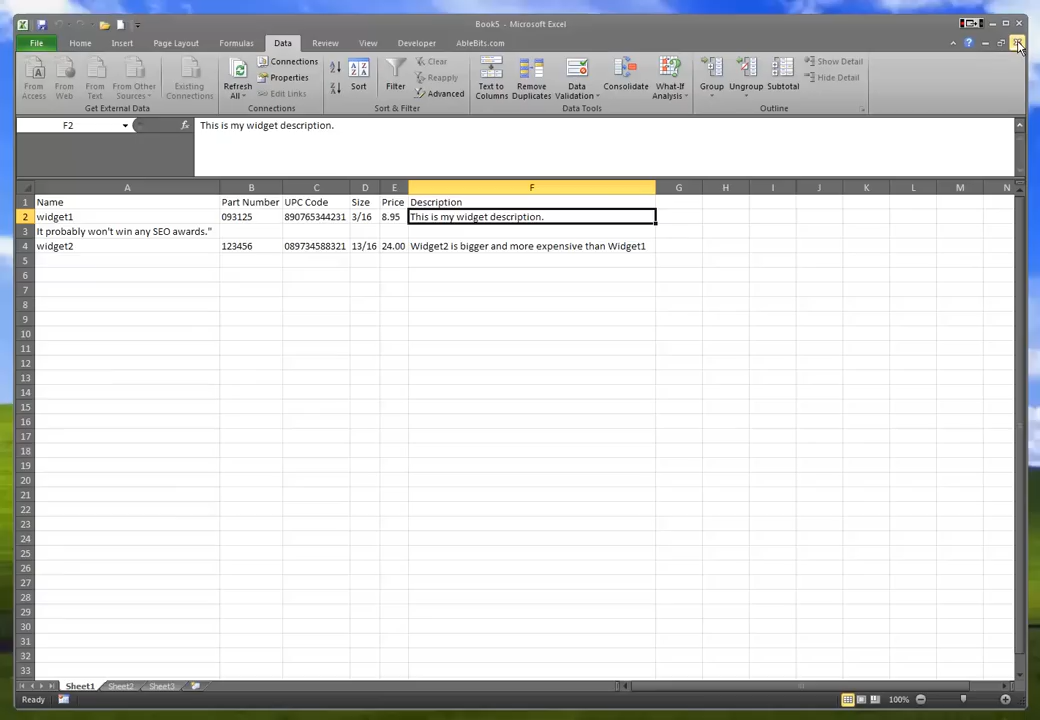 Book5 - Microsoft Excel
File Home Insert Page Layout Formulas Data Review View Developer AbleBits.com
From Access
From Web
From Text
From Other Sources
Existing Connections
Get External Data
Refresh All
Connections
Properties
Edit Links
Connections
Sort
Filter
Clear
Reapply
Advanced
Sort & Filter
Text to Columns
Remove Duplicates
Data Validation
Consolidate
What-If Analysis
Data Tools
Group
Ungroup
Subtotal
Show Detail
Hide Detail
Outline
F2 fx This is my widget description.
A B C D E F G H I J K L M N
1 Name Part Number UPC Code Size Price Description
2 widget1 093125 890765344231 3/16 8.95 This is my widget description.
3 It probably won't win any SEO awards."
4 widget2 123456 089734588321 13/16 24.00 Widget2 is bigger and more expensive than Widget1
5
6
7
8
9
10
11
12
13
14
15
16
17
18
19
20
21
22
23
24
25
26
27
28
29
30
31
32
33
Sheet1 Sheet2 Sheet3
Ready 100%